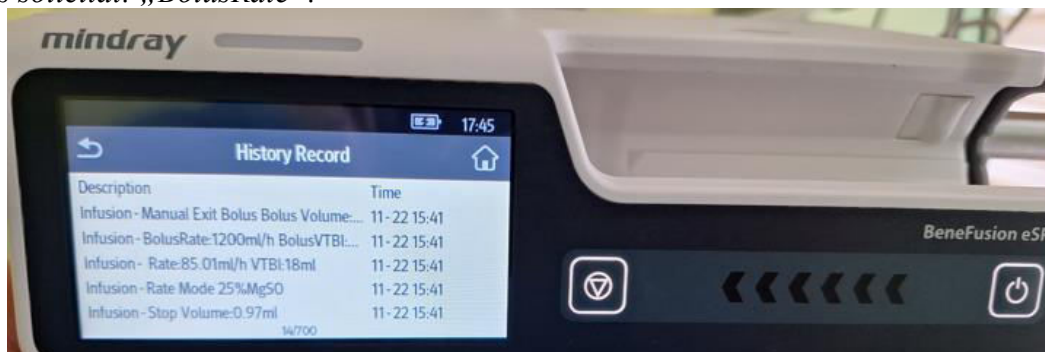 „BolusRate“.
mindray
17:45
History Record
Description Time
Infusion - Manual Exit Bolus Bolus Volume:... 11-22 15:41
Infusion - BolusRate:1200ml/h BolusVTBI:... 11-22 15:41
Infusion - Rate:85.01ml/h VTBI:18ml 11-22 15:41
Infusion - Rate Mode 25%MgSO 11-22 15:41
Infusion - Stop Volume:0.97ml 11-22 15:41
14/700
BeneFusion